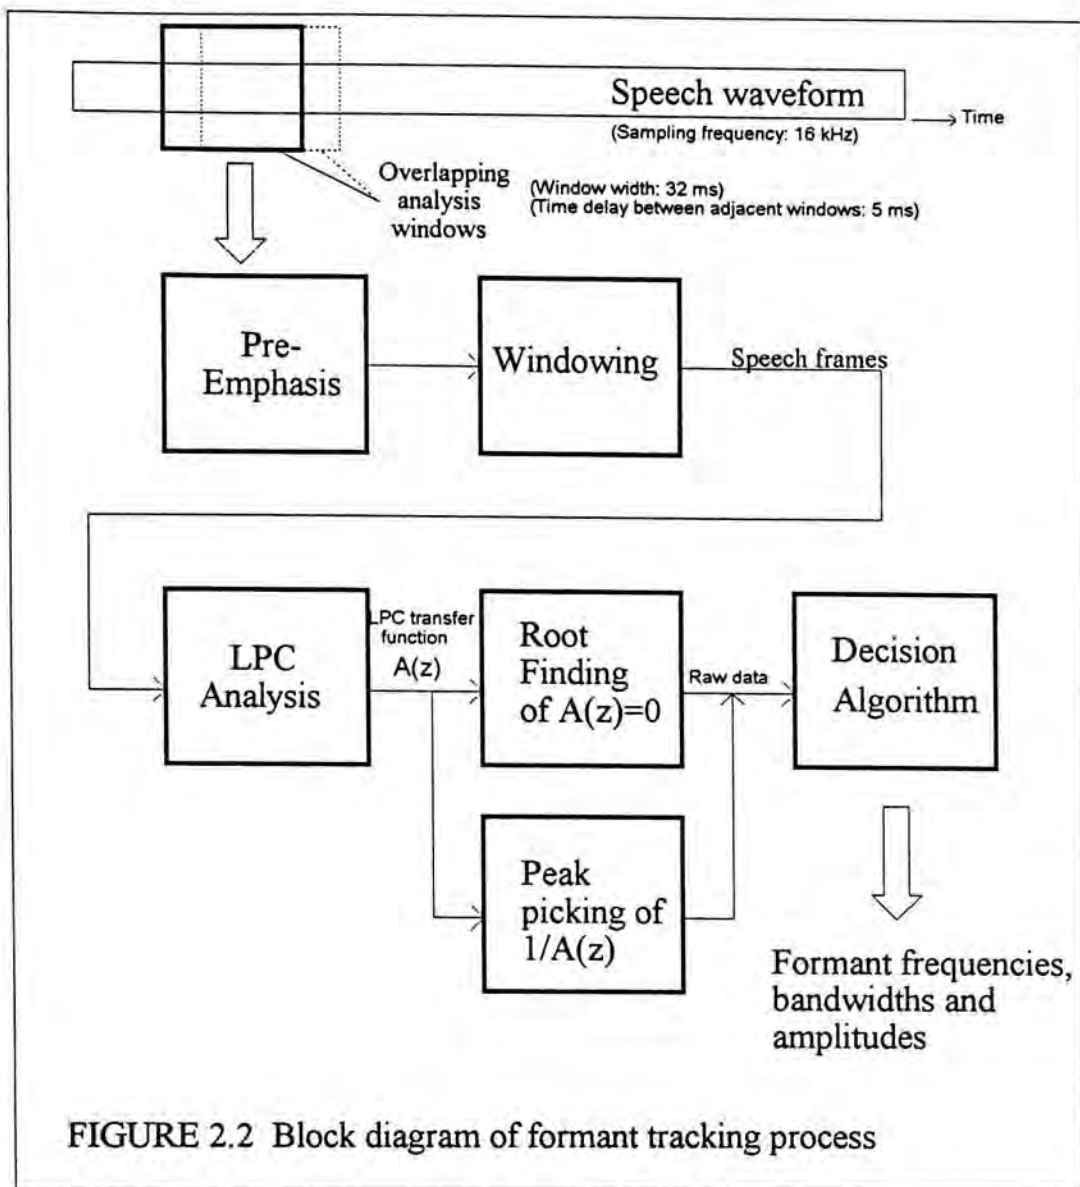 Speech waveform
(Sampling frequency: 16 kHz)
Time
Overlapping
analysis
windows
(Window width: 32 ms)
(Time delay between adjacent windows: 5 ms)
Pre-
Emphasis
Windowing
Speech frames
LPC
Analysis
LPC transfer
function
A(z)
Root
Finding
of A(z)=0
Raw data
Decision
Algorithm
Peak
picking of
1/A(z)
Formant frequencies,
bandwidths and
amplitudes
FIGURE 2.2 Block diagram of formant tracking process